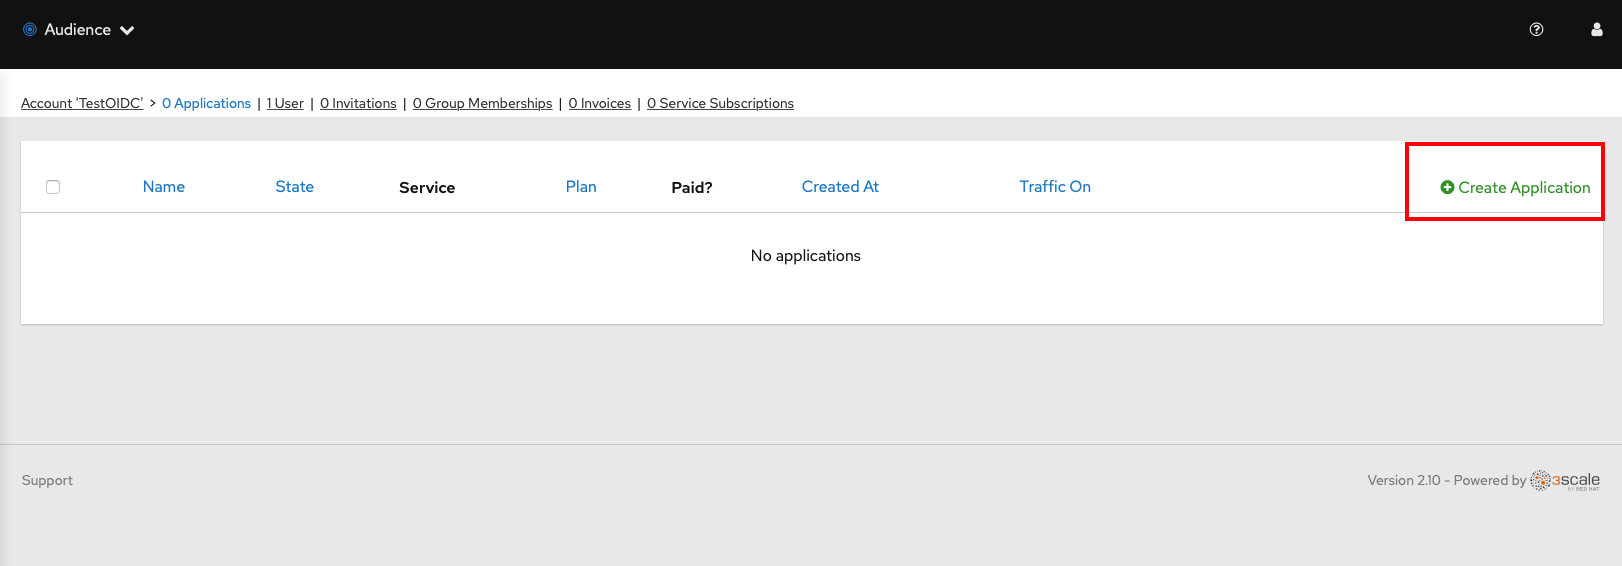 Audience
Account 'TestOIDC' > 0 Applications | 1 User | 0 Invitations | 0 Group Memberships | 0 Invoices | 0 Service Subscriptions
Name State Service Plan Paid? Created At Traffic On Create Application
No applications
Support Version 2.10 - Powered by 3scale
BY RED HAT